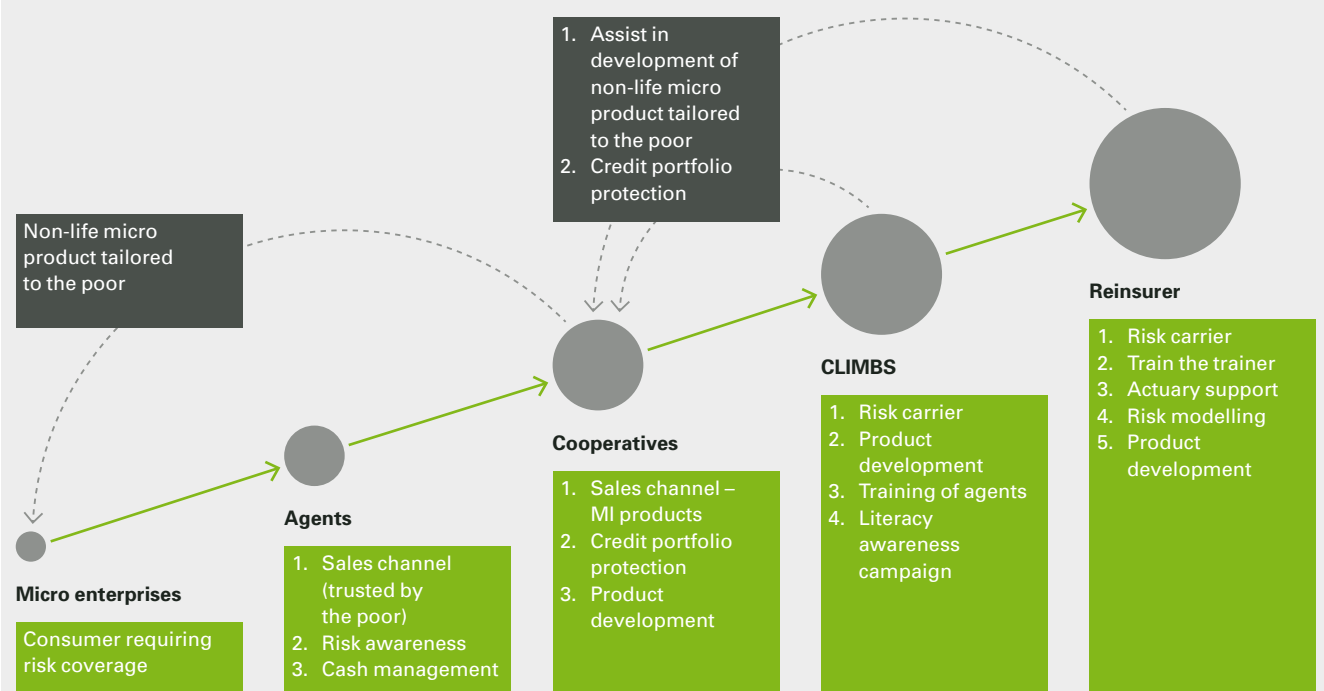 1. Assist in
development of
non-life micro
product tailored
to the poor
2. Credit portfolio
protection
Non-life micro
product tailored
to the poor
Micro enterprises
Consumer requiring
risk coverage
Agents
1. Sales channel
(trusted by
the poor)
2. Risk awareness
3. Cash management
Cooperatives
1. Sales channel –
MI products
2. Credit portfolio
protection
3. Product
development
CLIMBS
1. Risk carrier
2. Product
development
3. Training of agents
4. Literacy
awareness
campaign
Reinsurer
1. Risk carrier
2. Train the trainer
3. Actuary support
4. Risk modelling
5. Product
development